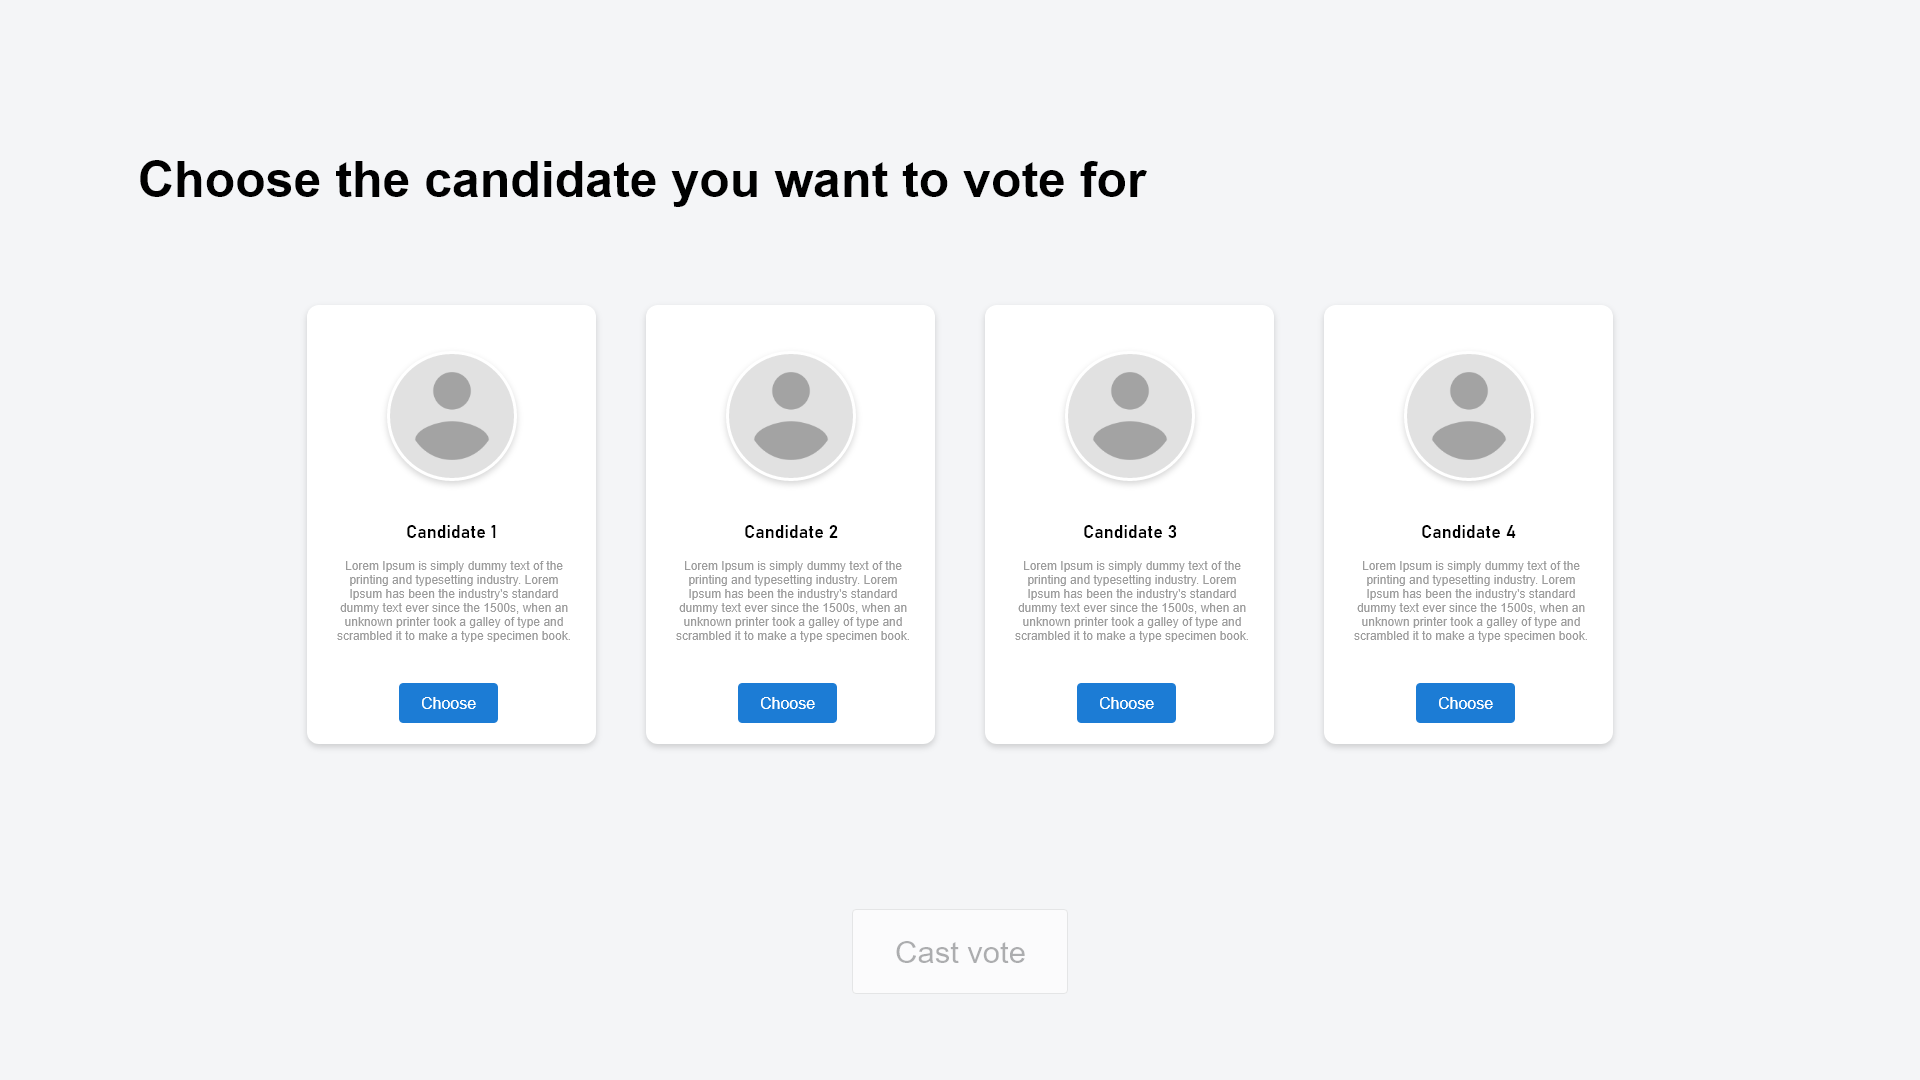 Choose the candidate you want to vote for
Candidate 1
Lorem Ipsum is simply dummy text of the
printing and typesetting industry. Lorem
Ipsum has been the industry's standard
dummy text ever since the 1500s, when an
unknown printer took a galley of type and
scrambled it to make a type specimen book.
Choose
Candidate 2
Lorem Ipsum is simply dummy text of the
printing and typesetting industry. Lorem
Ipsum has been the industry's standard
dummy text ever since the 1500s, when an
unknown printer took a galley of type and
scrambled it to make a type specimen book.
Choose
Candidate 3
Lorem Ipsum is simply dummy text of the
printing and typesetting industry. Lorem
Ipsum has been the industry's standard
dummy text ever since the 1500s, when an
unknown printer took a galley of type and
scrambled it to make a type specimen book.
Choose
Candidate 4
Lorem Ipsum is simply dummy text of the
printing and typesetting industry. Lorem
Ipsum has been the industry's standard
dummy text ever since the 1500s, when an
unknown printer took a galley of type and
scrambled it to make a type specimen book.
Choose
Cast vote